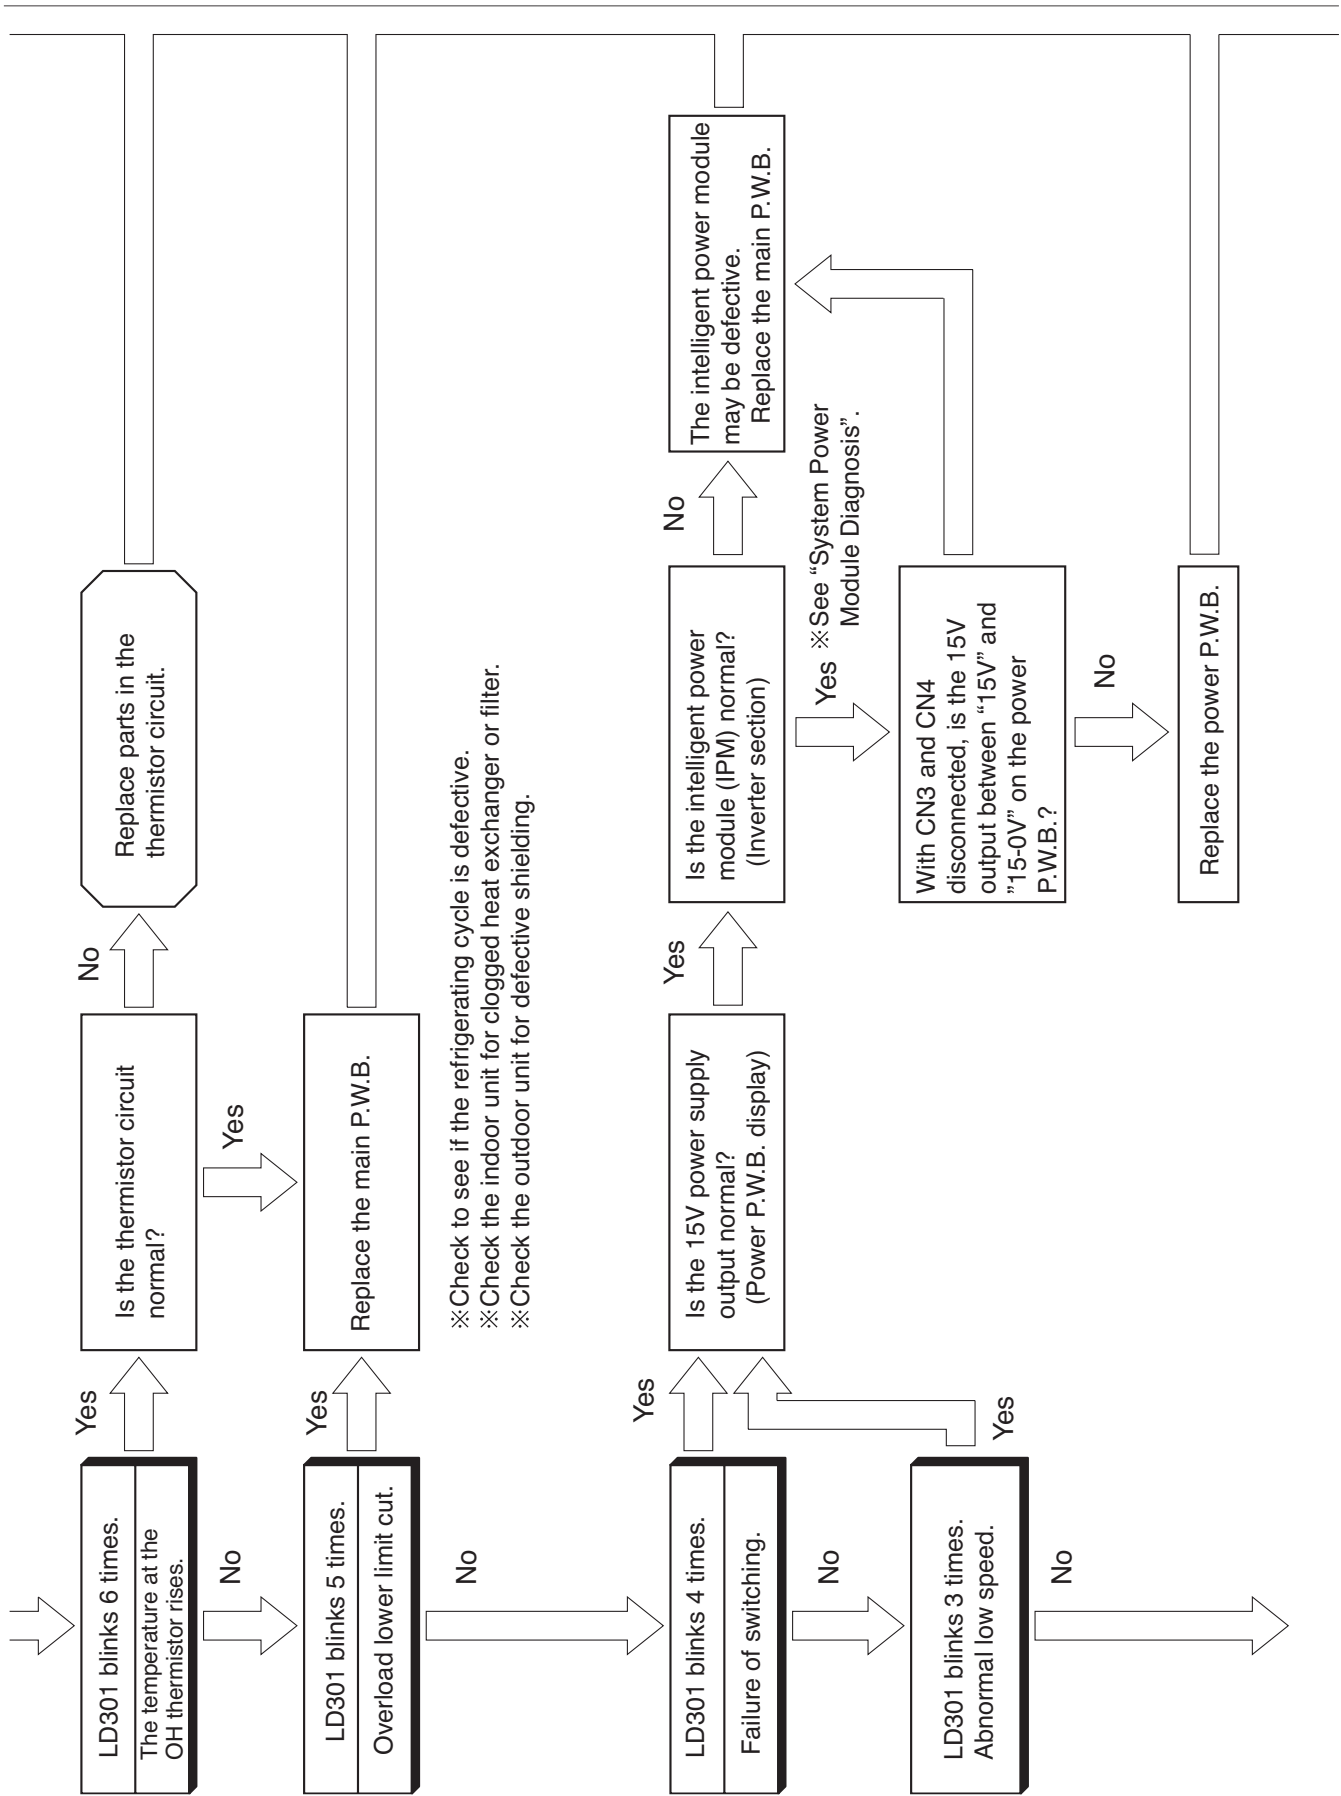 LD301 blinks 6 times.
The temperature at the
OH thermistor rises.
Yes
Is the thermistor circuit
normal?
No
Replace parts in the
thermistor circuit.
No
Yes
LD301 blinks 5 times.
Overload lower limit cut.
Yes
Replace the main P.W.B.
※Check to see if the refrigerating cycle is defective.
※Check the indoor unit for clogged heat exchanger or filter.
※Check the outdoor unit for defective shielding.
No
LD301 blinks 4 times.
Failure of switching.
Yes
Is the 15V power supply
output normal?
(Power P.W.B. display)
Yes
Is the intelligent power
module (IPM) normal?
(Inverter section)
No
The intelligent power module
may be defective.
Replace the main P.W.B.
No
Yes
※See “System Power
Module Diagnosis”.
LD301 blinks 3 times.
Abnormal low speed.
Yes
With CN3 and CN4
disconnected, is the 15V
output between “15V” and
”15-0V” on the power
P.W.B.?
No
No
Replace the power P.W.B.